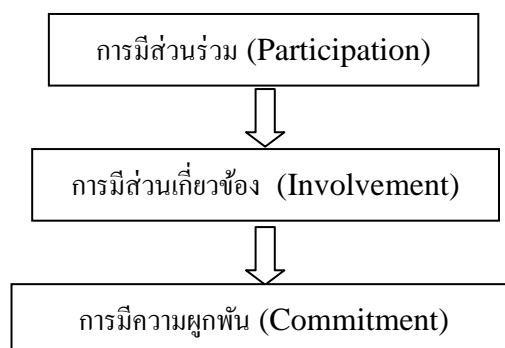 การมีส่วนร่วม (Participation)
การมีส่วนเกี่ยวข้อง (Involvement)
การมีความผูกพัน (Commitment)